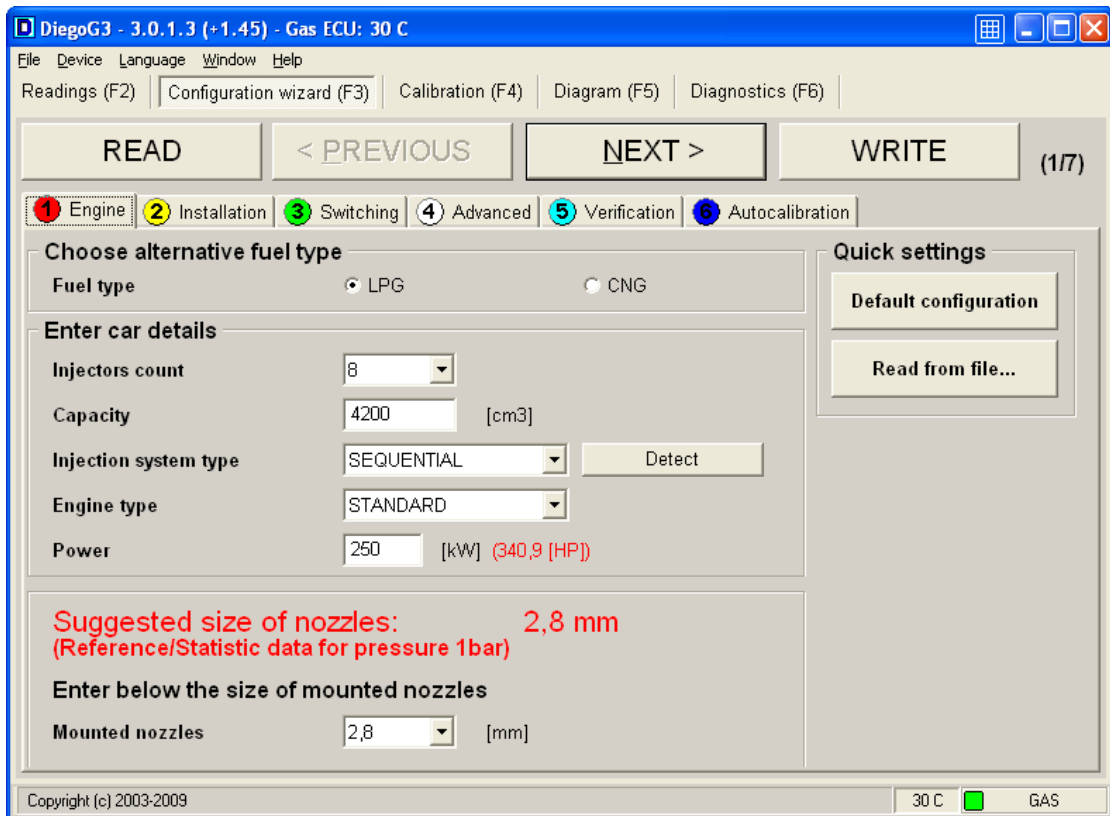 DiegoG3 - 3.0.1.3 (+1.45) - Gas ECU: 30 C
File Device Language Window Help
Readings (F2) Configuration wizard (F3) Calibration (F4) Diagram (F5) Diagnostics (F6)
READ < PREVIOUS NEXT > WRITE (1/7)
1 Engine 2 Installation 3 Switching 4 Advanced 5 Verification 6 Autocalibration
Choose alternative fuel type
Fuel type LPG CNG
Quick settings
Default configuration
Read from file...
Enter car details
Injectors count 8
Capacity 4200 [cm3]
Injection system type SEQUENTIAL Detect
Engine type STANDARD
Power 250 [kW] (340,9 [HP])
Suggested size of nozzles: 2,8 mm
(Reference/Statistic data for pressure 1bar)
Enter below the size of mounted nozzles
Mounted nozzles 2,8 [mm]
Copyright (c) 2003-2009 30 C GAS